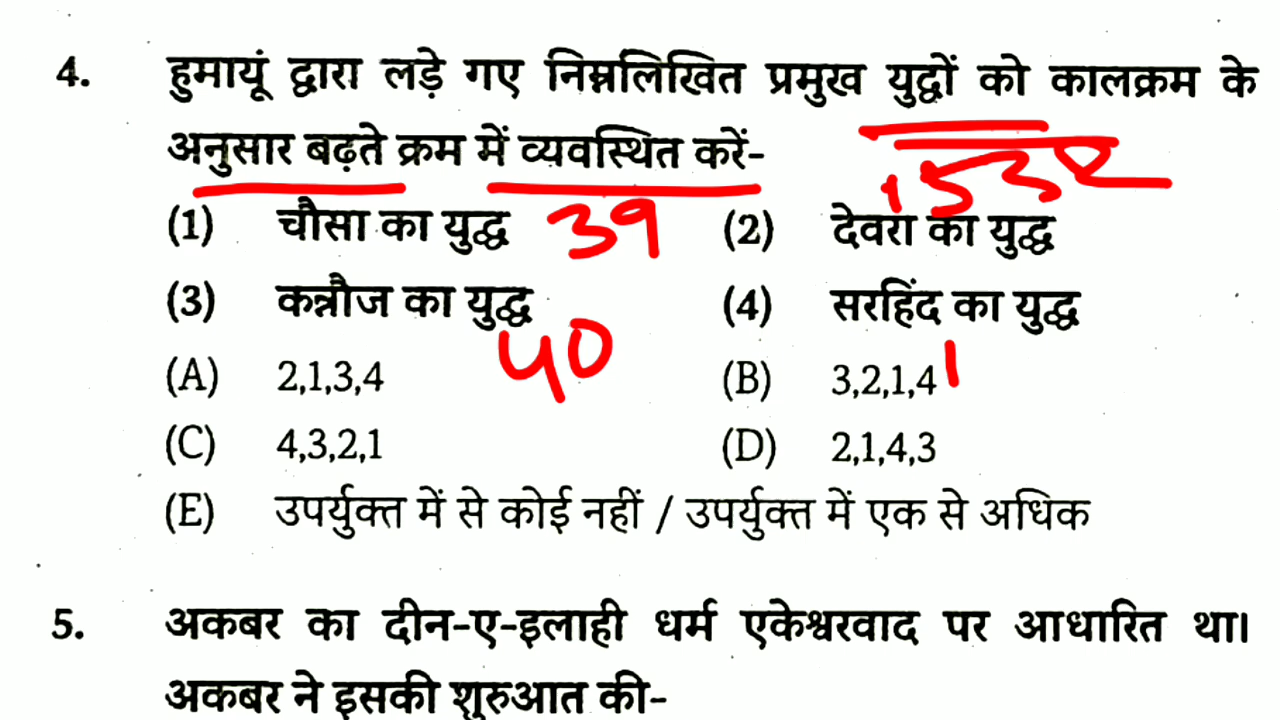 4. हुमायूं द्वारा लड़े गए निम्नलिखित प्रमुख युद्धों को कालक्रम के
अनुसार बढ़ते क्रम में व्यवस्थित करें-
1532
(1) चौसा का युद्ध 39 (2) देवरा का युद्ध
(3) कन्नौज का युद्ध (4) सरहिंद का युद्ध
40
(A) 2,1,3,4 (B) 3,2,1,4
(C) 4,3,2,1 (D) 2,1,4,3
(E) उपर्युक्त में से कोई नहीं / उपर्युक्त में एक से अधिक
5. अकबर का दीन-ए-इलाही धर्म एकेश्वरवाद पर आधारित था।
अकबर ने इसकी शुरुआत की-